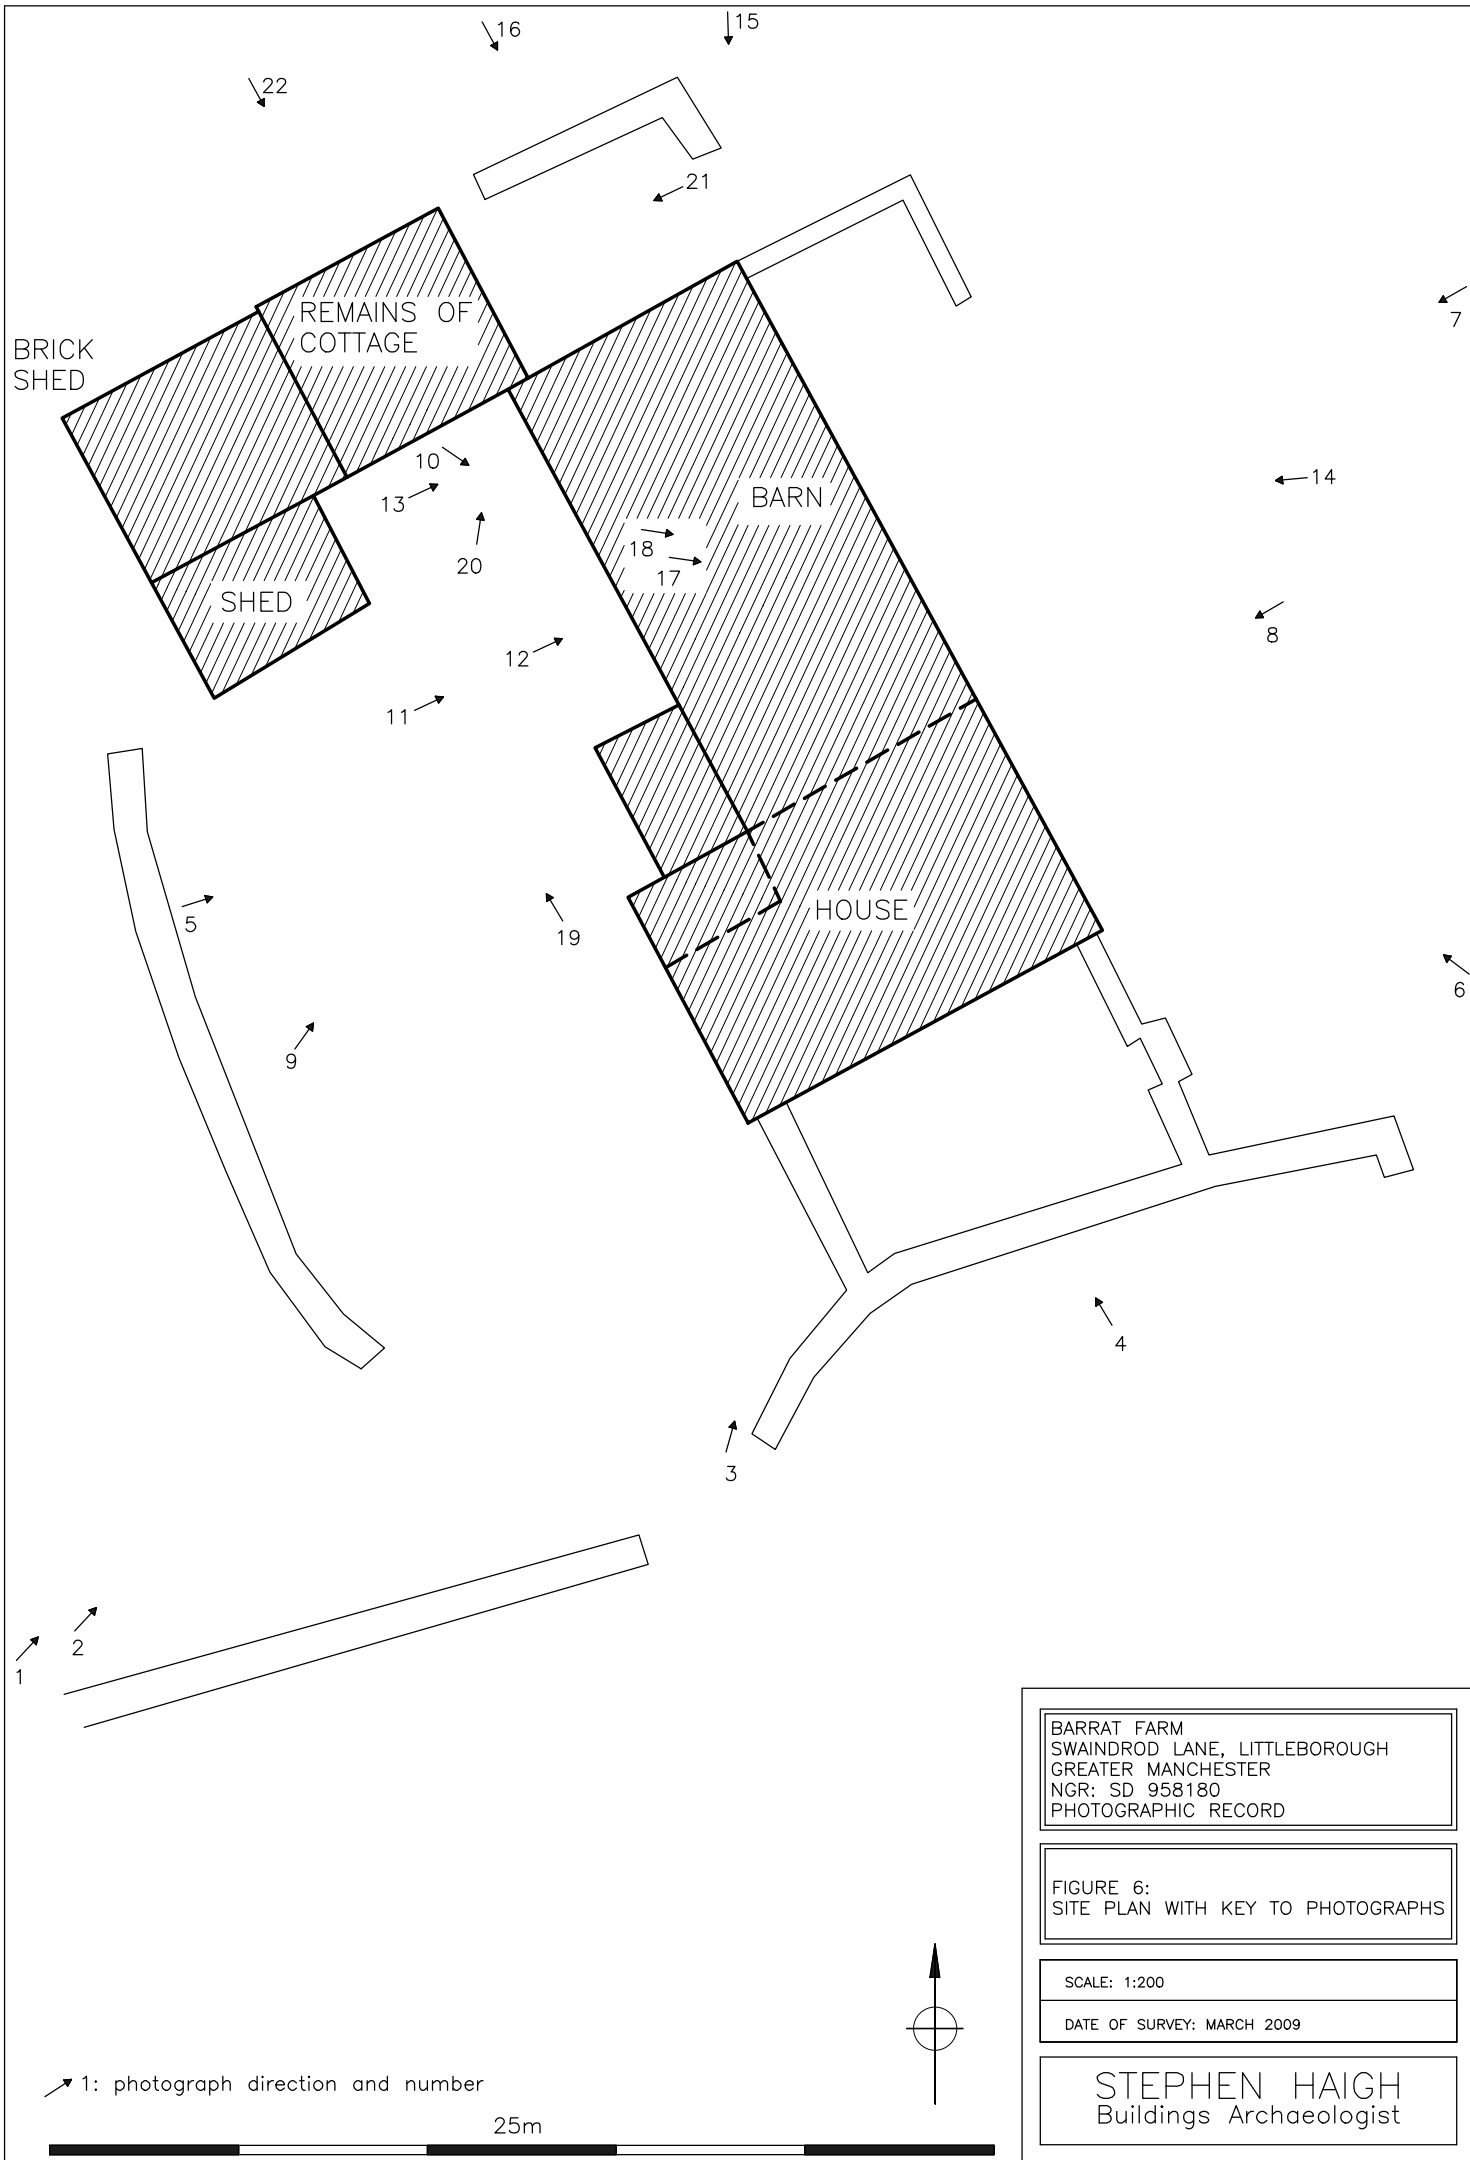 16
15
22
21
REMAINS OF
COTTAGE
7
BRICK
SHED
10
13
14
BARN
18
20
17
SHED
8
12
11
HOUSE
5
19
6
9
4
3
2
1
BARRAT FARM
SWAINDROD LANE, LITTLEBOROUGH
GREATER MANCHESTER
NGR: SD 958180
PHOTOGRAPHIC RECORD
FIGURE 6:
SITE PLAN WITH KEY TO PHOTOGRAPHS
SCALE: 1:200
DATE OF SURVEY: MARCH 2009
STEPHEN HAIGH
Buildings Archaeologist
1: photograph direction and number
25m